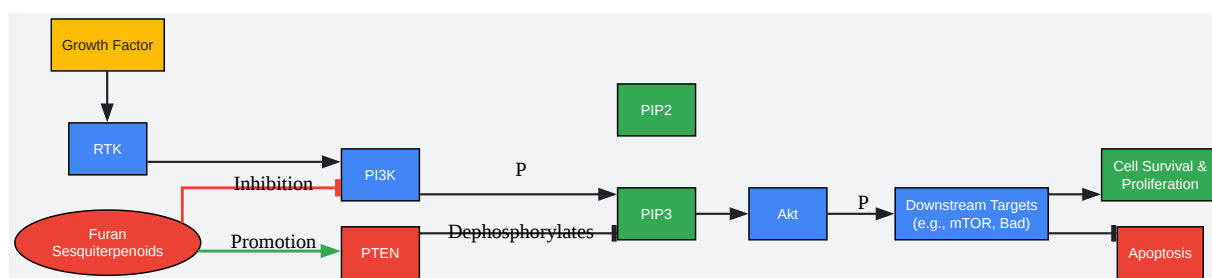 Growth Factor
RTK
Inhibition
Furan
Sesquiterpenoids
Promotion
PI3K
PTEN
P
Dephosphorylates
PIP2
PIP3
Akt
P
Downstream Targets
(e.g., mTOR, Bad)
Cell Survival &
Proliferation
Apoptosis